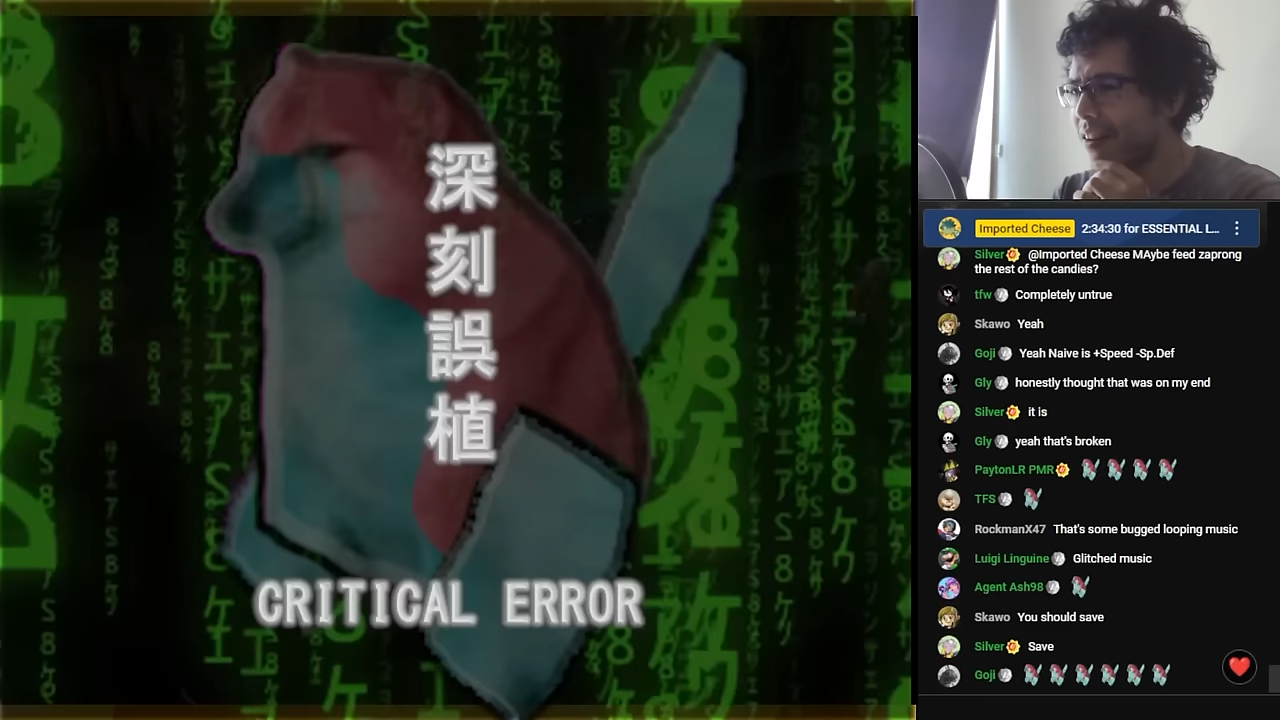 深
刻
誤
植
CRITICAL ERROR
Imported Cheese 2:34:30 for ESSENTIAL L...
Silver @Imported Cheese MAybe feed zaprong
the rest of the candies?
tfw Completely untrue
Skawo Yeah
Goji Yeah Naive is +Speed -Sp.Def
Gly honestly thought that was on my end
Silver it is
Gly yeah that's broken
PaytonLR PMR
TFS
RockmanX47 That's some bugged looping music
Luigi Linguine Glitched music
Agent Ash98
Skawo You should save
Silver Save
Goji